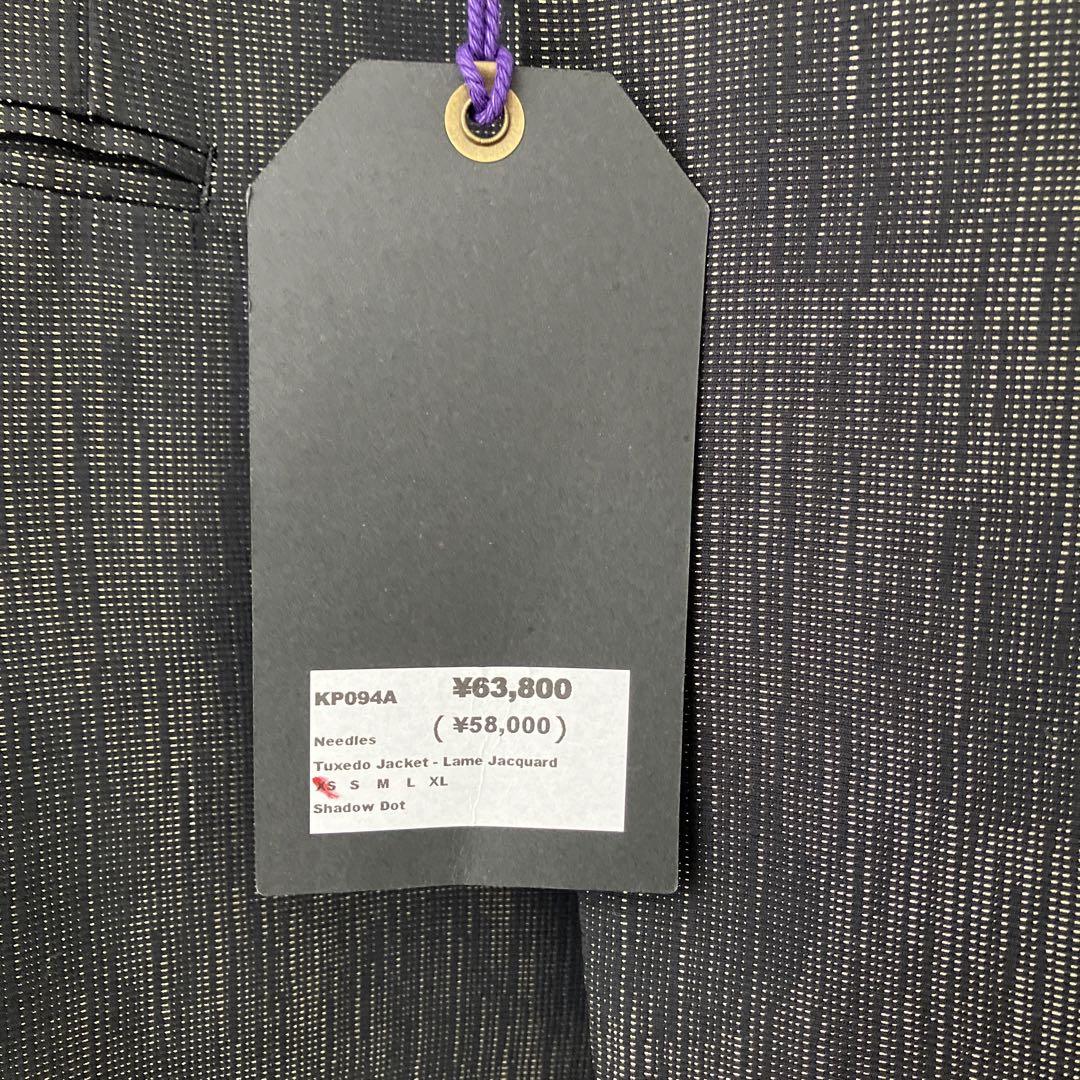 KP094A ¥63,800
( ¥58,000 )
Needles
Tuxedo Jacket - Lame Jacquard
XS S M L XL
Shadow Dot